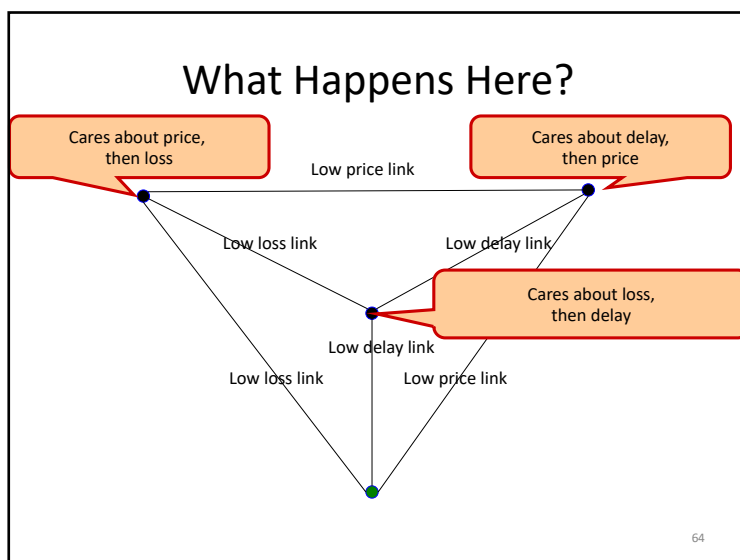 What Happens Here?
Cares about price,
then loss
Cares about delay,
then price
Low price link
Low loss link
Low delay link
Cares about loss,
then delay
Low delay link
Low loss link
Low price link
64